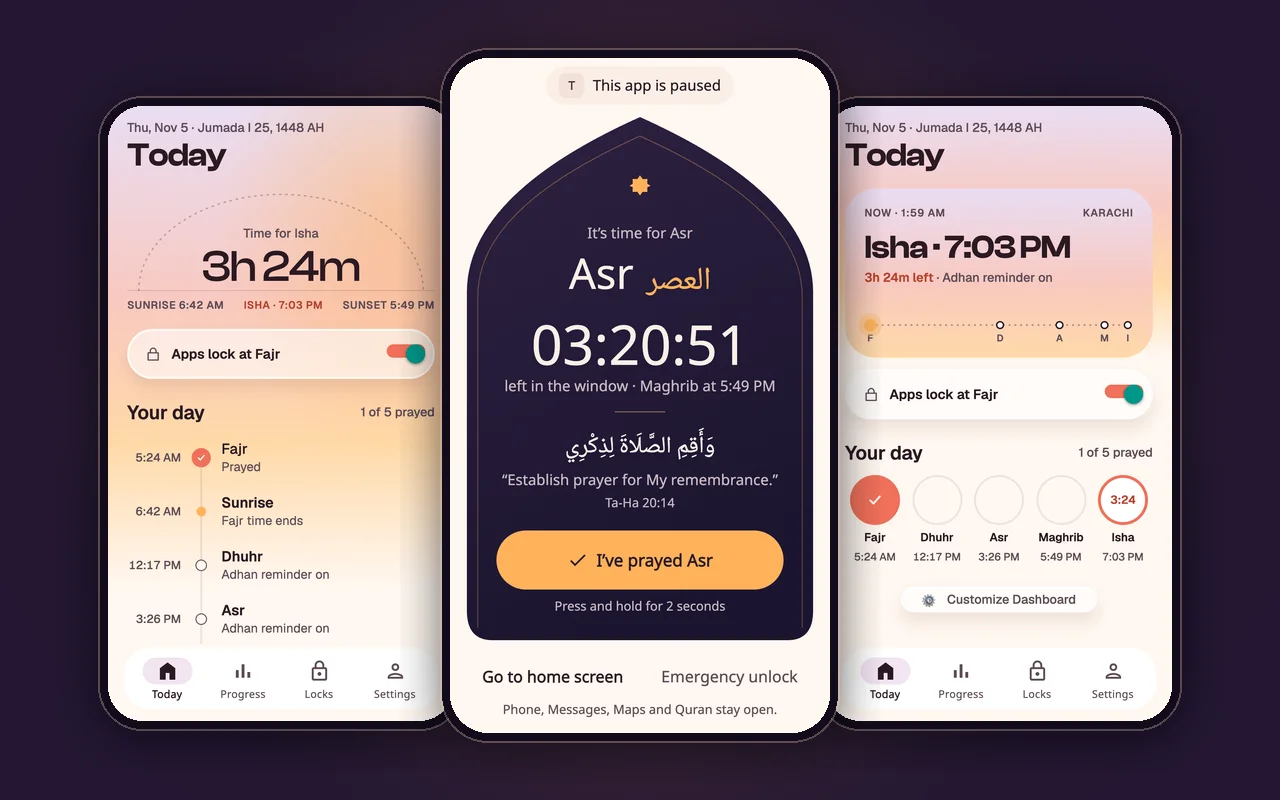 Thu, Nov 5 · Jumada I 25, 1448 AH
Today
Time for Isha
3h 24m
SUNRISE 6:42 AM
ISHA · 7:03 PM
SUNSET 5:49 PM
Apps lock at Fajr
Your day
1 of 5 prayed
5:24 AM
Fajr
Prayed
6:42 AM
Sunrise
Fajr time ends
12:17 PM
Dhuhr
Adhan reminder on
3:26 PM
Asr
Adhan reminder on
Today
Progress
Locks
Settings
T
This app is paused
It’s time for Asr
Asr العصر
03:20:51
left in the window · Maghrib at 5:49 PM
وَأَقِمِ الصَّلَاةَ لِذِكْرِي
“Establish prayer for My remembrance.”
Ta-Ha 20:14
I’ve prayed Asr
Press and hold for 2 seconds
Go to home screen
Emergency unlock
Phone, Messages, Maps and Quran stay open.
Thu, Nov 5 · Jumada I 25, 1448 AH
Today
NOW · 1:59 AM
KARACHI
Isha · 7:03 PM
3h 24m left · Adhan reminder on
F D A M I
Apps lock at Fajr
Your day
1 of 5 prayed
3:24
Fajr Dhuhr Asr Maghrib Isha
5:24 AM 12:17 PM 3:26 PM 5:49 PM 7:03 PM
Customize Dashboard
Today
Progress
Locks
Settings